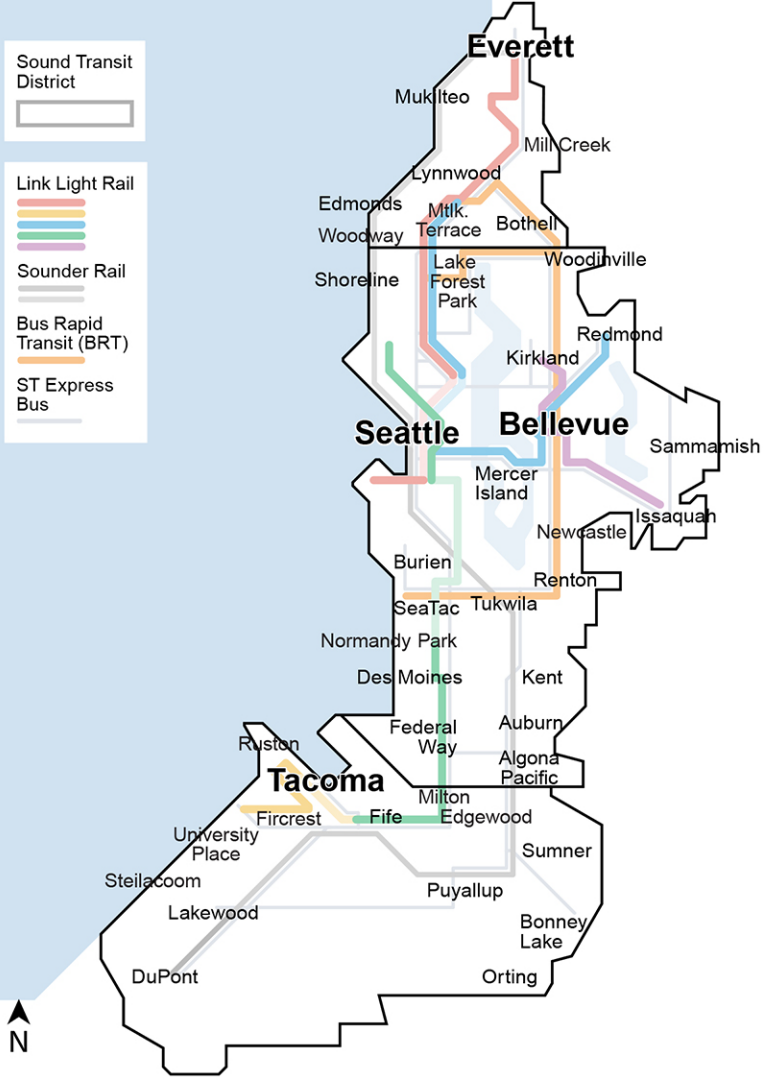 Sound Transit
District
Link Light Rail
Sounder Rail
Bus Rapid
Transit (BRT)
ST Express
Bus
Everett
Mukilteo
Mill Creek
Lynnwood
Edmonds
Mtlk.
Terrace
Bothell
Woodway
Woodinville
Lake
Forest
Park
Shoreline
Redmond
Kirkland
Seattle
Bellevue
Sammamish
Mercer
Island
Issaquah
Newcastle
Burien
Renton
SeaTac
Tukwila
Normandy Park
Des Moines
Kent
Federal
Way
Auburn
Ruston
Algona
Pacific
Tacoma
Milton
Fircrest
Fife
Edgewood
University
Place
Sumner
Steilacoom
Puyallup
Lakewood
Bonney
Lake
DuPont
Orting
N